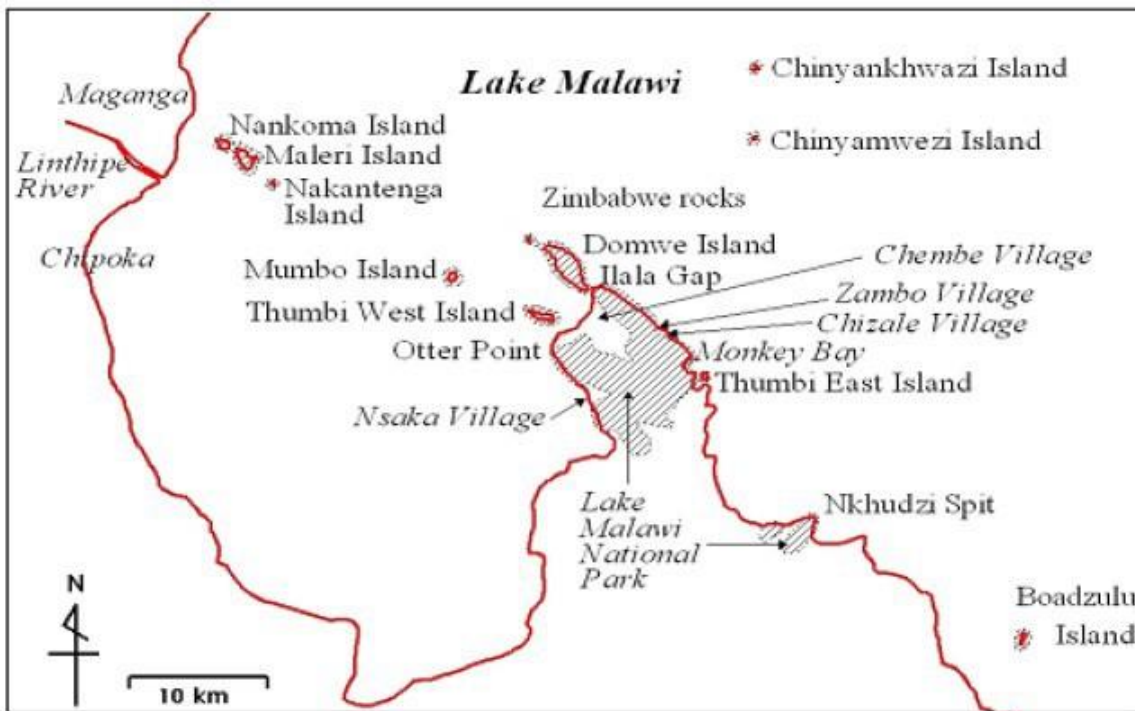 Lake Malawi
Chinyankhwazi Island
Maganga
Nankoma Island
Chinyamwezi Island
Maleri Island
Linthipe
River
Nakantenga
Island
Zimbabwe rocks
Chipoka
Domwe Island
Chembe Village
Mumbo Island
Ilala Gap
Zambo Village
Thumbi West Island
Chizale Village
Otter Point
Monkey Bay
Thumbi East Island
Nsaka Village
Lake
Malawi
National
Park
Nkhudzi Spit
N
Boadzulu
Island
10 km